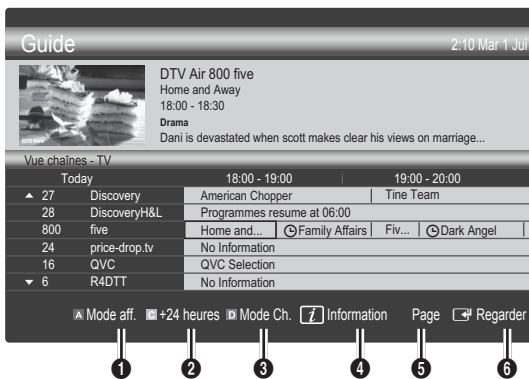 Guide 2:10 Mar 1 Jui
DTV Air 800 five
Home and Away
18:00 - 18:30
Drama
Dani is devastated when scott makes clear his views on marriage...
800 five
Vue chaînes - TV
Today 18:00 - 19:00 19:00 - 20:00
▲ 27 Discovery American Chopper Tine Team
28 DiscoveryH&L Programmes resume at 06:00
800 five Home and... Family Affairs Fiv... Dark Angel
24 price-drop.tv No Information
16 QVC QVC Selection
▼ 6 R4DTT No Information
A Mode aff. C +24 heures D Mode Ch. i Information Page Regarder
1 2 3 4 5 6